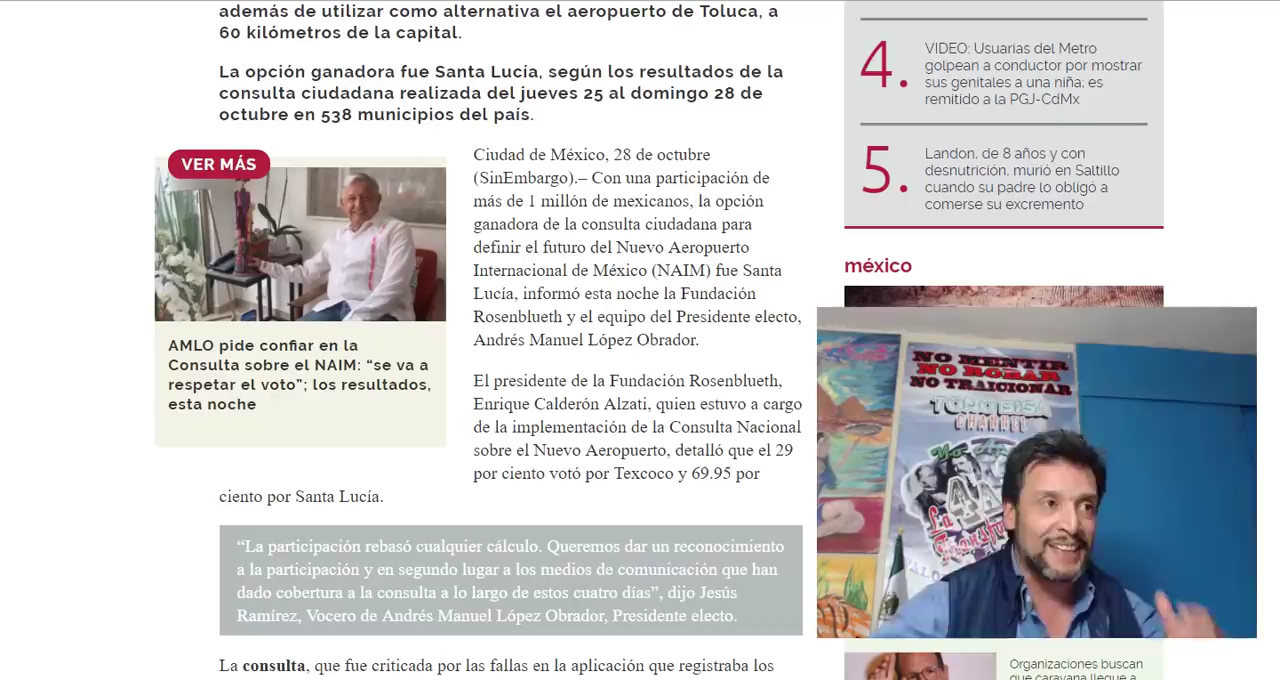 además de utilizar como alternativa el aeropuerto de Toluca, a
60 kilómetros de la capital.
La opción ganadora fue Santa Lucía, según los resultados de la
consulta ciudadana realizada del jueves 25 al domingo 28 de
octubre en 538 municipios del país.
VER MÁS
AMLO pide confiar en la
Consulta sobre el NAIM: “se va a
respetar el voto”; los resultados,
esta noche
Ciudad de México, 28 de octubre
(SinEmbargo).– Con una participación de
más de 1 millón de mexicanos, la opción
ganadora de la consulta ciudadana para
definir el futuro del Nuevo Aeropuerto
Internacional de México (NAIM) fue Santa
Lucía, informó esta noche la Fundación
Rosenblueth y el equipo del Presidente electo,
Andrés Manuel López Obrador.
El presidente de la Fundación Rosenblueth,
Enrique Calderón Alzati, quien estuvo a cargo
de la implementación de la Consulta Nacional
sobre el Nuevo Aeropuerto, detalló que el 29
por ciento votó por Texcoco y 69.95 por
ciento por Santa Lucía.
“La participación rebasó cualquier cálculo. Queremos dar un reconocimiento
a la participación y en segundo lugar a los medios de comunicación que han
dado cobertura a la consulta a lo largo de estos cuatro días”, dijo Jesús
Ramírez, Vocero de Andrés Manuel López Obrador, Presidente electo.
La consulta, que fue criticada por las fallas en la aplicación que registraba los
4.
VIDEO: Usuarias del Metro
golpean a conductor por mostrar
sus genitales a una niña; es
remitido a la PGJ-CdMx
5.
Landon, de 8 años y con
desnutrición, murió en Saltillo
cuando su padre lo obligó a
comerse su excremento
méxico
NO MENTIR
NO ROBAR
NO TRAICIONAR
CHANNEL
4
La
Organizaciones buscan
que caravana llegue a